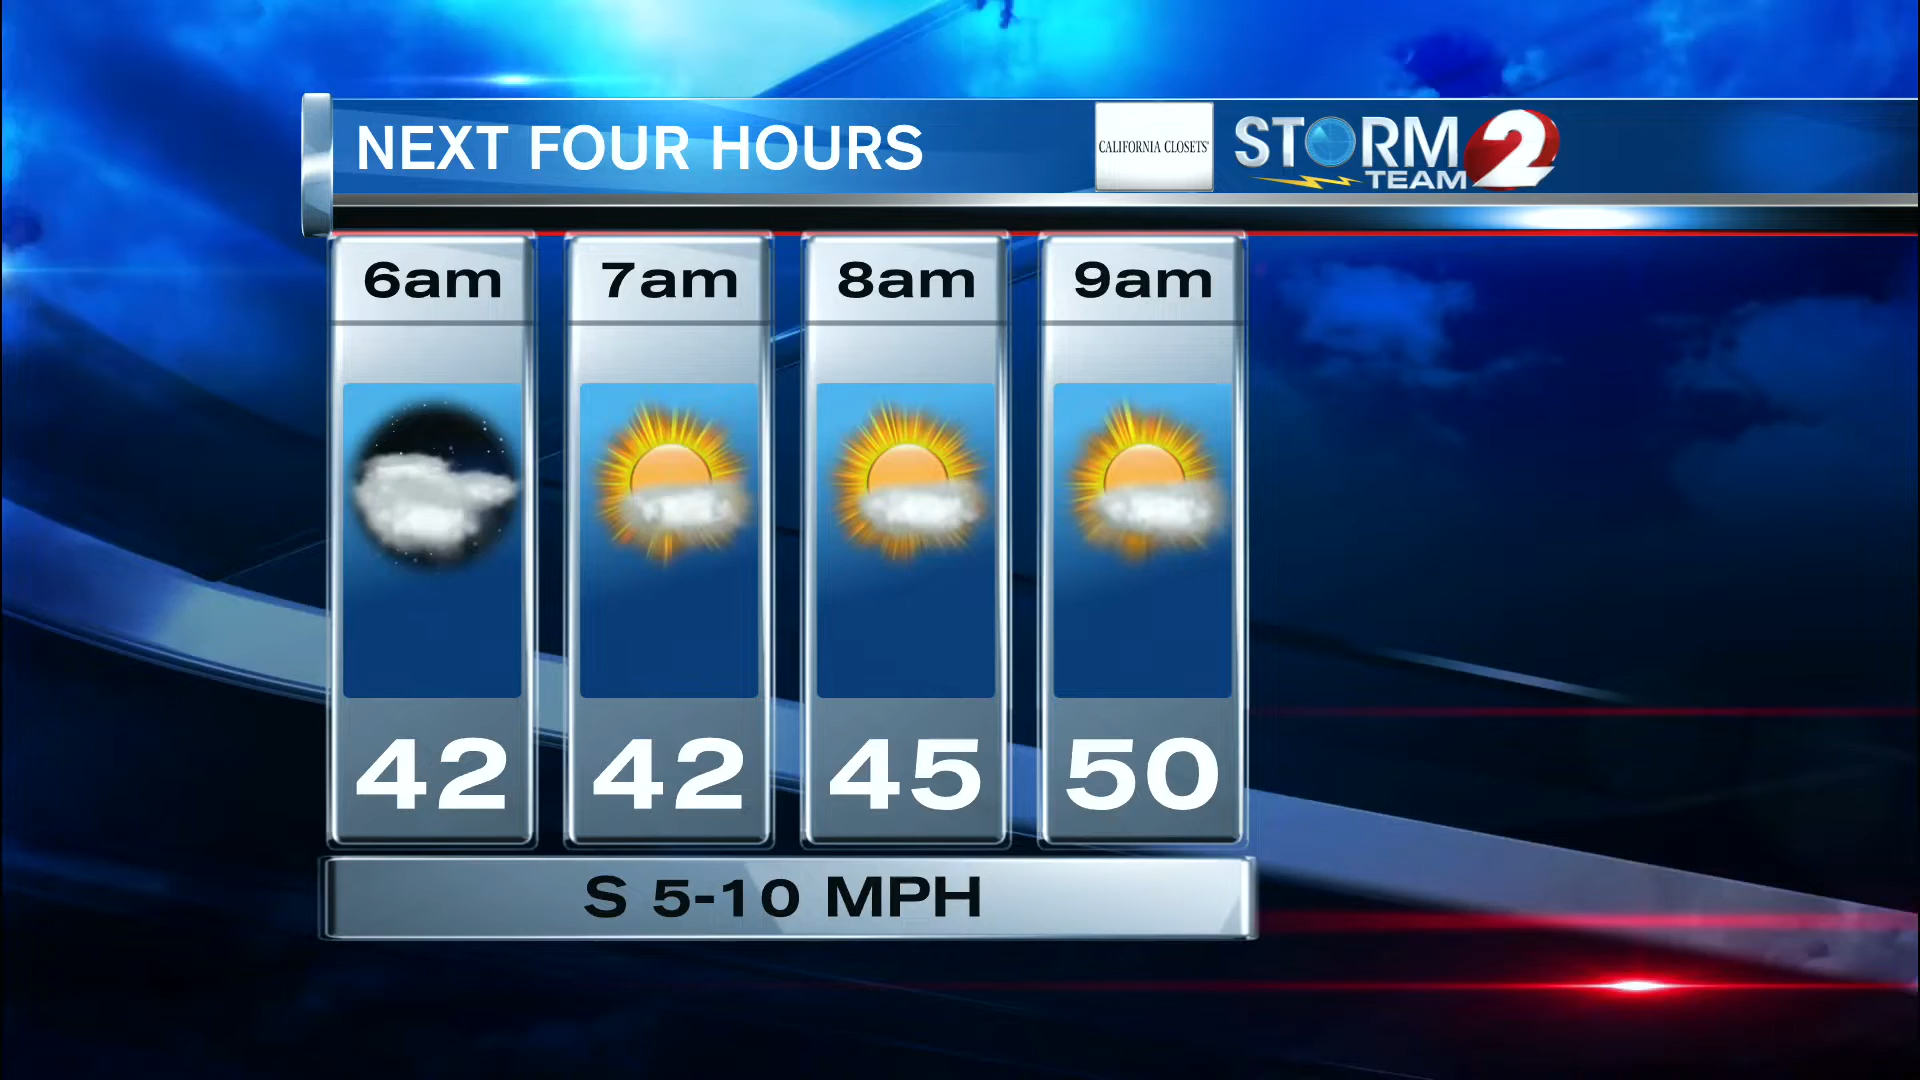 NEXT FOUR HOURS
CALIFORNIA CLOSETS®
STORM
TEAM 2
6am 7am 8am 9am
42 42 45 50
S 5-10 MPH